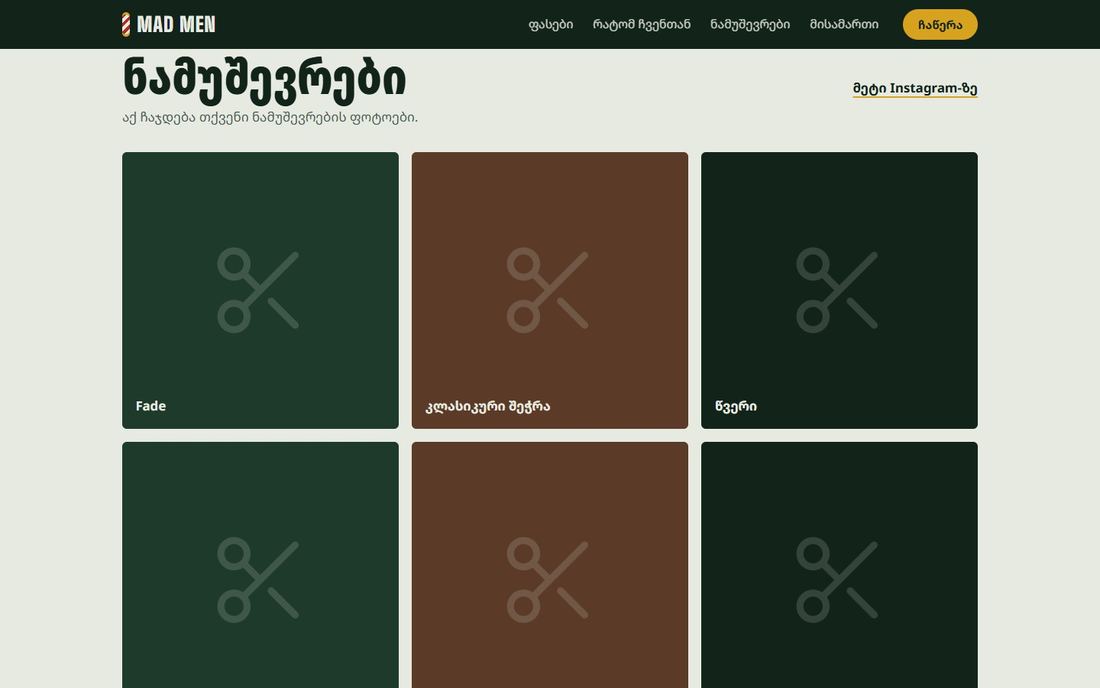 MAD MEN
ფასები
რატომ ჩვენთან
ნამუშევრები
მისამართი
ჩაწერა
ნამუშევრები
მეტი Instagram-ზე
აქ ჩაჯდება თქვენი ნამუშევრების ფოტოები.
Fade
კლასიკური შეჭრა
წვერი